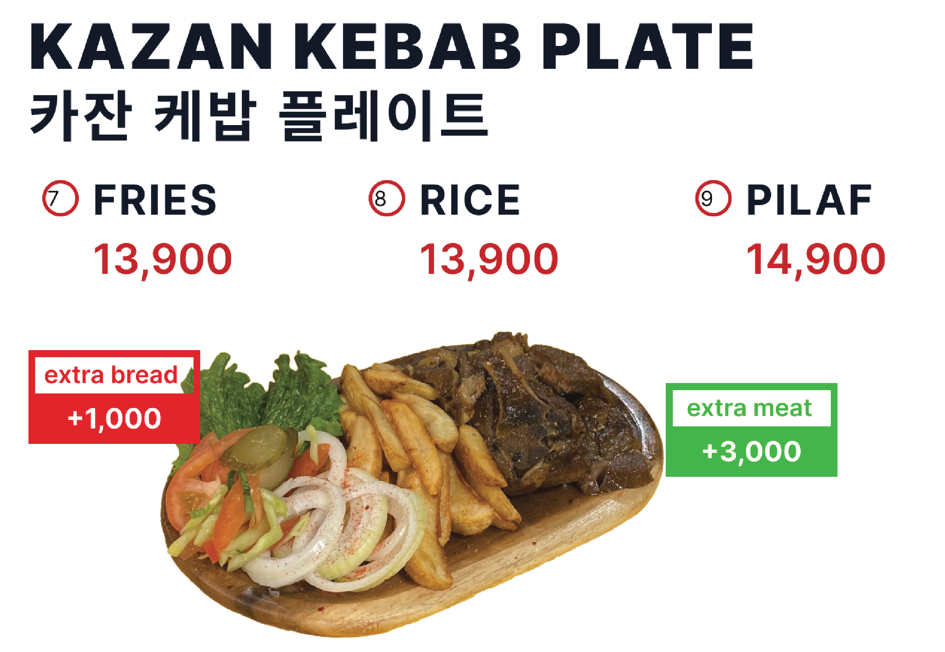 KAZAN KEBAB PLATE
카잔 케밥 플레이트
7 FRIES 8 RICE 9 PILAF
13,900 13,900 14,900
extra bread
+1,000
extra meat
+3,000